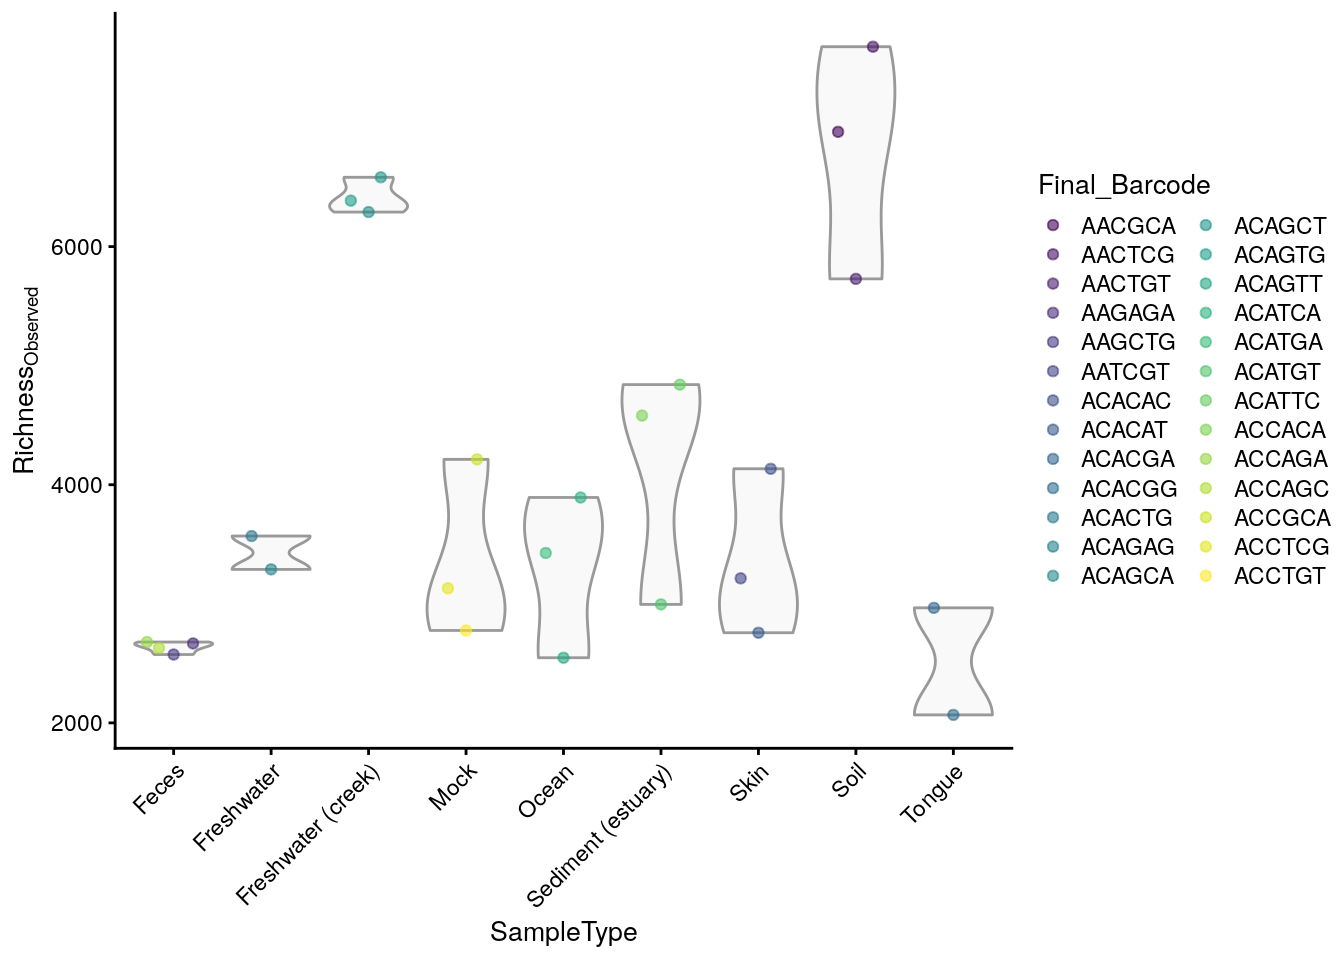 6000
4000
2000
Richness Observed
Feces
Freshwater
Freshwater (creek)
Mock
Ocean
Sediment (estuary)
Skin
Soil
Tongue
SampleType
Final_Barcode
AACGCA
AACTCG
AACTGT
AAGAGA
AAGCTG
AATCGT
ACACAC
ACACAT
ACACGA
ACACGG
ACACTG
ACAGAG
ACAGCA
ACAGCT
ACAGTG
ACAGTT
ACATCA
ACATGA
ACATGT
ACATTC
ACCACA
ACCAGA
ACCAGC
ACCGCA
ACCTCG
ACCTGT